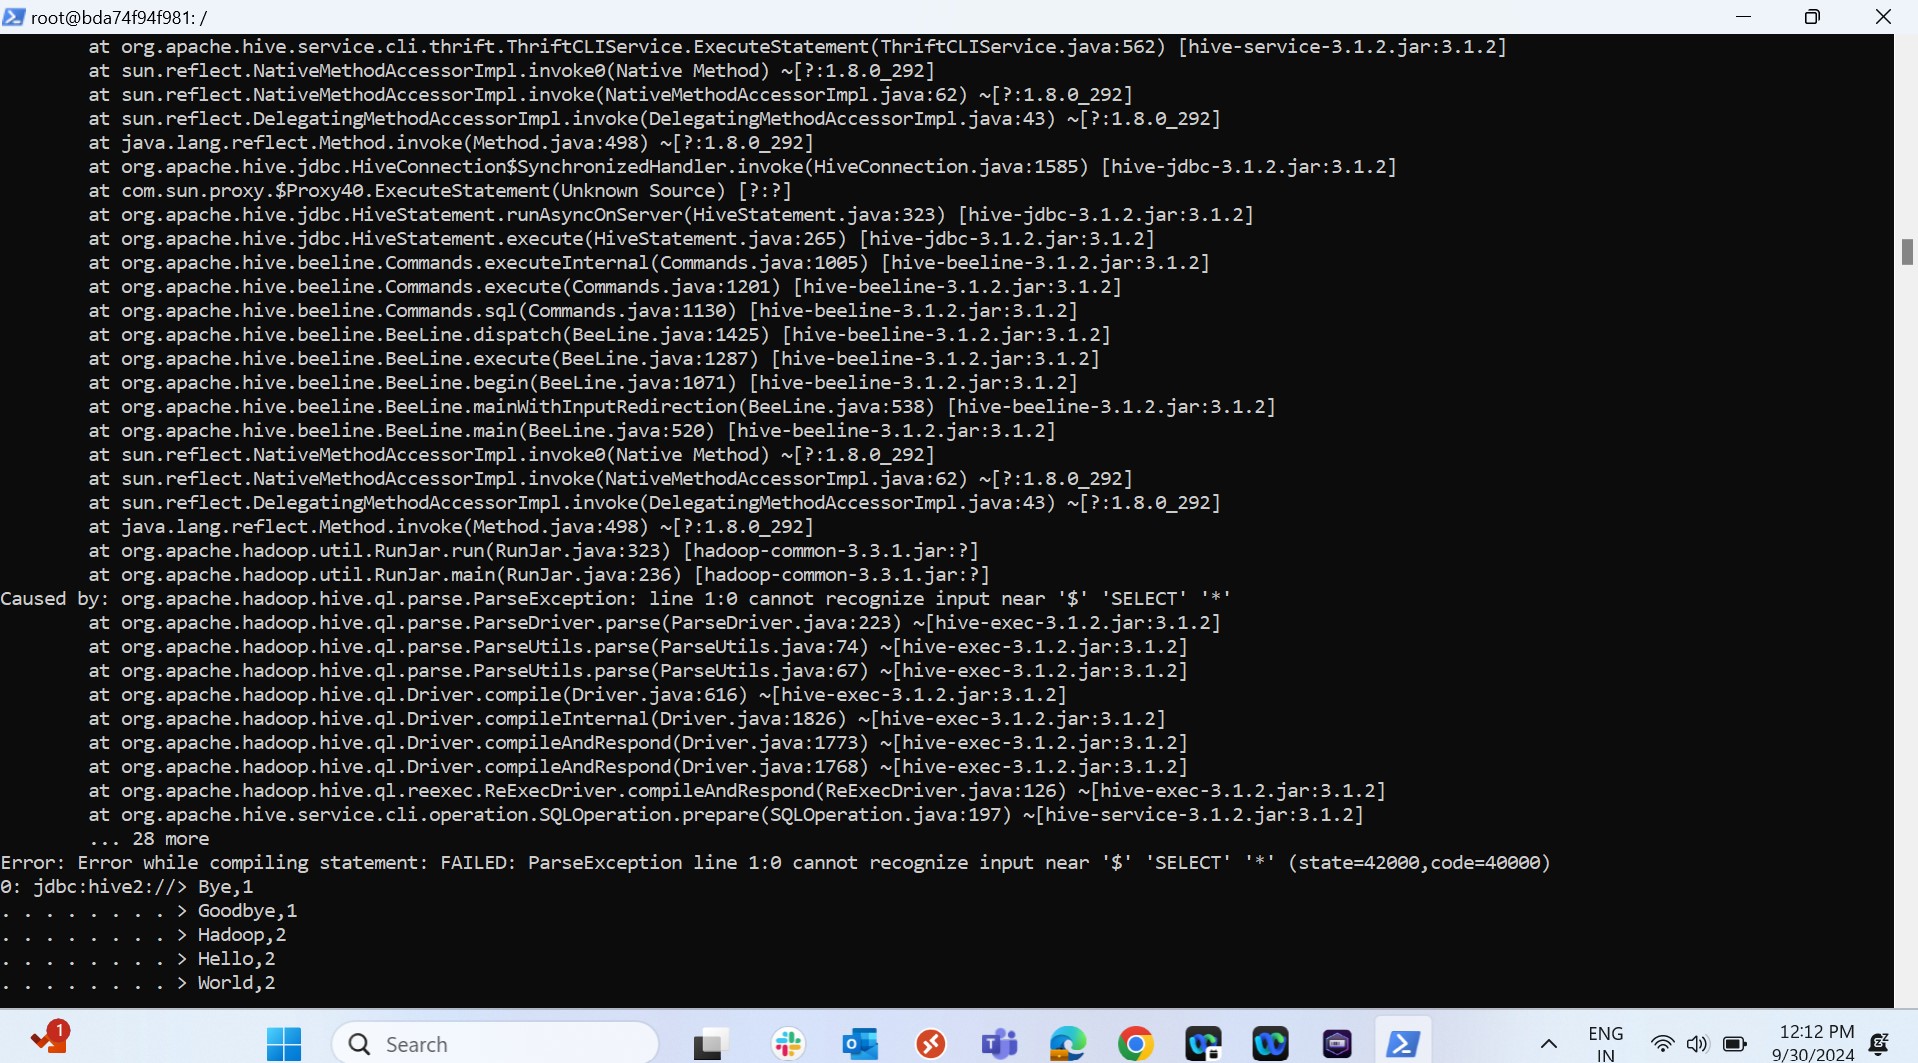 root@bda74f94f981: /
at org.apache.hive.service.cli.thrift.ThriftCLIService.ExecuteStatement(ThriftCLIService.java:562) [hive-service-3.1.2.jar:3.1.2]
at sun.reflect.NativeMethodAccessorImpl.invoke0(Native Method) ~[?:1.8.0_292]
at sun.reflect.NativeMethodAccessorImpl.invoke(NativeMethodAccessorImpl.java:62) ~[?:1.8.0_292]
at sun.reflect.DelegatingMethodAccessorImpl.invoke(DelegatingMethodAccessorImpl.java:43) ~[?:1.8.0_292]
at java.lang.reflect.Method.invoke(Method.java:498) ~[?:1.8.0_292]
at org.apache.hive.jdbc.HiveConnection$SynchronizedHandler.invoke(HiveConnection.java:1585) [hive-jdbc-3.1.2.jar:3.1.2]
at com.sun.proxy.$Proxy40.ExecuteStatement(Unknown Source) [?:?]
at org.apache.hive.jdbc.HiveStatement.runAsyncOnServer(HiveStatement.java:323) [hive-jdbc-3.1.2.jar:3.1.2]
at org.apache.hive.jdbc.HiveStatement.execute(HiveStatement.java:265) [hive-jdbc-3.1.2.jar:3.1.2]
at org.apache.hive.beeline.Commands.executeInternal(Commands.java:1005) [hive-beeline-3.1.2.jar:3.1.2]
at org.apache.hive.beeline.Commands.execute(Commands.java:1201) [hive-beeline-3.1.2.jar:3.1.2]
at org.apache.hive.beeline.Commands.sql(Commands.java:1130) [hive-beeline-3.1.2.jar:3.1.2]
at org.apache.hive.beeline.BeeLine.dispatch(BeeLine.java:1425) [hive-beeline-3.1.2.jar:3.1.2]
at org.apache.hive.beeline.BeeLine.execute(BeeLine.java:1287) [hive-beeline-3.1.2.jar:3.1.2]
at org.apache.hive.beeline.BeeLine.begin(BeeLine.java:1071) [hive-beeline-3.1.2.jar:3.1.2]
at org.apache.hive.beeline.BeeLine.mainWithInputRedirection(BeeLine.java:538) [hive-beeline-3.1.2.jar:3.1.2]
at org.apache.hive.beeline.BeeLine.main(BeeLine.java:520) [hive-beeline-3.1.2.jar:3.1.2]
at sun.reflect.NativeMethodAccessorImpl.invoke0(Native Method) ~[?:1.8.0_292]
at sun.reflect.NativeMethodAccessorImpl.invoke(NativeMethodAccessorImpl.java:62) ~[?:1.8.0_292]
at sun.reflect.DelegatingMethodAccessorImpl.invoke(DelegatingMethodAccessorImpl.java:43) ~[?:1.8.0_292]
at java.lang.reflect.Method.invoke(Method.java:498) ~[?:1.8.0_292]
at org.apache.hadoop.util.RunJar.run(RunJar.java:323) [hadoop-common-3.3.1.jar:?]
at org.apache.hadoop.util.RunJar.main(RunJar.java:236) [hadoop-common-3.3.1.jar:?]
Caused by: org.apache.hadoop.hive.ql.parse.ParseException: line 1:0 cannot recognize input near '$' 'SELECT' '*'
at org.apache.hadoop.hive.ql.parse.ParseDriver.parse(ParseDriver.java:223) ~[hive-exec-3.1.2.jar:3.1.2]
at org.apache.hadoop.hive.ql.parse.ParseUtils.parse(ParseUtils.java:74) ~[hive-exec-3.1.2.jar:3.1.2]
at org.apache.hadoop.hive.ql.parse.ParseUtils.parse(ParseUtils.java:67) ~[hive-exec-3.1.2.jar:3.1.2]
at org.apache.hadoop.hive.ql.Driver.compile(Driver.java:616) ~[hive-exec-3.1.2.jar:3.1.2]
at org.apache.hadoop.hive.ql.Driver.compileInternal(Driver.java:1826) ~[hive-exec-3.1.2.jar:3.1.2]
at org.apache.hadoop.hive.ql.Driver.compileAndRespond(Driver.java:1773) ~[hive-exec-3.1.2.jar:3.1.2]
at org.apache.hadoop.hive.ql.Driver.compileAndRespond(Driver.java:1768) ~[hive-exec-3.1.2.jar:3.1.2]
at org.apache.hadoop.hive.ql.reexec.ReExecDriver.compileAndRespond(ReExecDriver.java:126) ~[hive-exec-3.1.2.jar:3.1.2]
at org.apache.hive.service.cli.operation.SQLOperation.prepare(SQLOperation.java:197) ~[hive-service-3.1.2.jar:3.1.2]
... 28 more
Error: Error while compiling statement: FAILED: ParseException line 1:0 cannot recognize input near '$' 'SELECT' '*' (state=42000,code=40000)
0: jdbc:hive2://> Bye,1
. . . . . . . . > Goodbye,1
. . . . . . . . > Hadoop,2
. . . . . . . . > Hello,2
. . . . . . . . > World,2
1
Search
ENG
IN
12:12 PM
9/30/2024